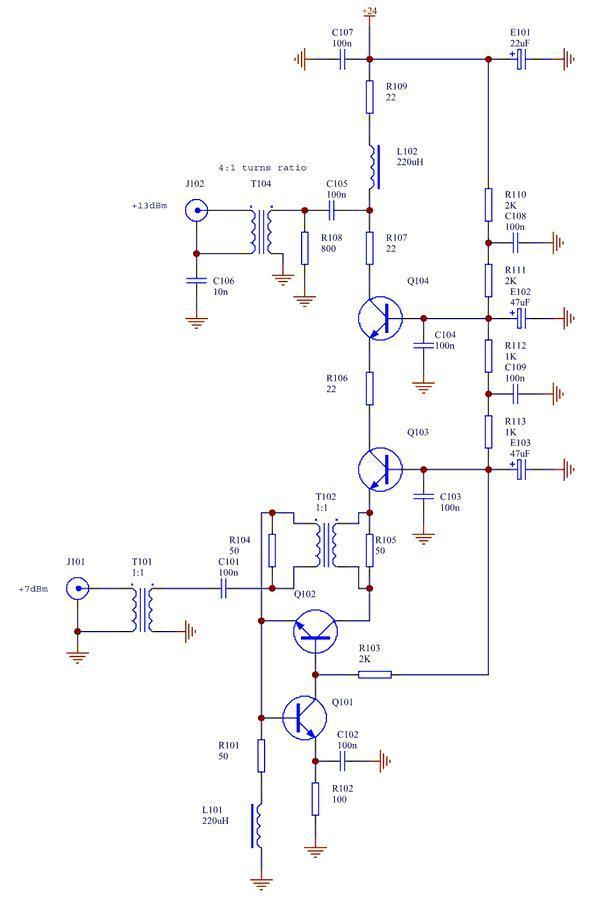 +24
C107
100n
E101
22uF
R109
22
L102
220uH
4:1 turns ratio
J102
T104
C105
100n
+13dBm
R110
2K
C108
100n
R108
800
R107
22
C106
10n
R111
2K
E102
47uF
Q104
C104
100n
R112
1K
C109
100n
R106
22
R113
1K
E103
47uF
Q103
C103
100n
T102
1:1
R104
50
R105
50
J101
T101
1:1
C101
100n
+7dBm
Q102
R103
2K
Q101
R101
50
C102
100n
R102
100
L101
220uH